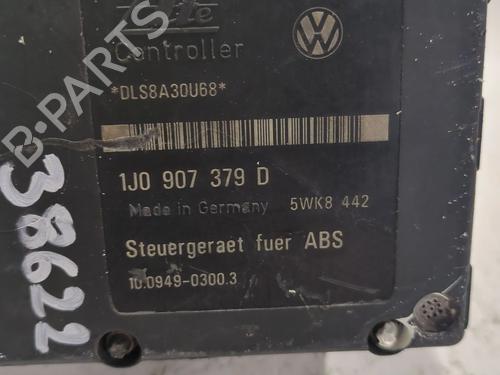 Ate
Controller
*DLS8A30U68*
1J0 907 379 D
Made in Germany 5WK8 442
Steuergeraet fuer ABS
10.0949-0300.3
38622
B-PARTS